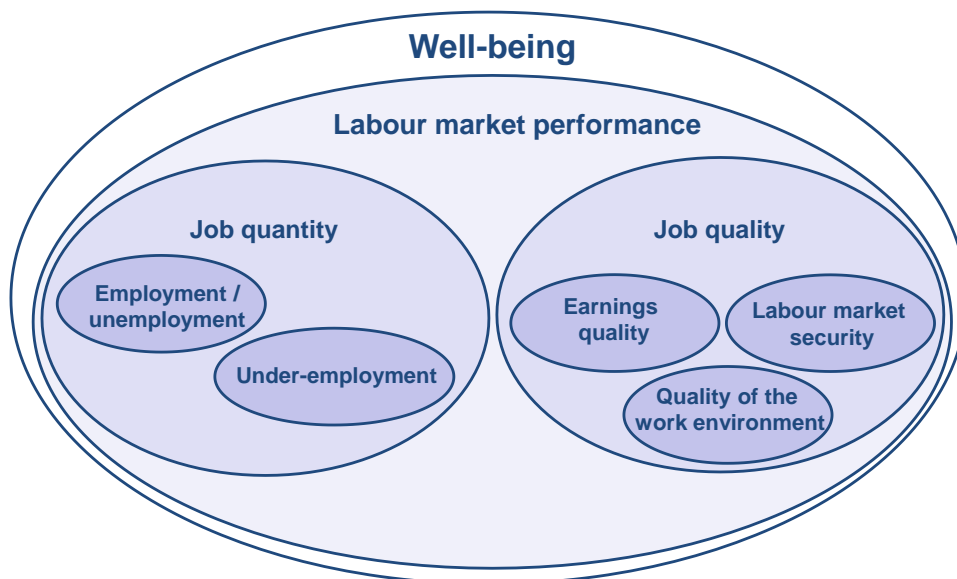 Well-being
Labour market performance
Job quantity
Employment /
unemployment
Under-employment
Job quality
Earnings
quality
Labour market
security
Quality of the
work environment